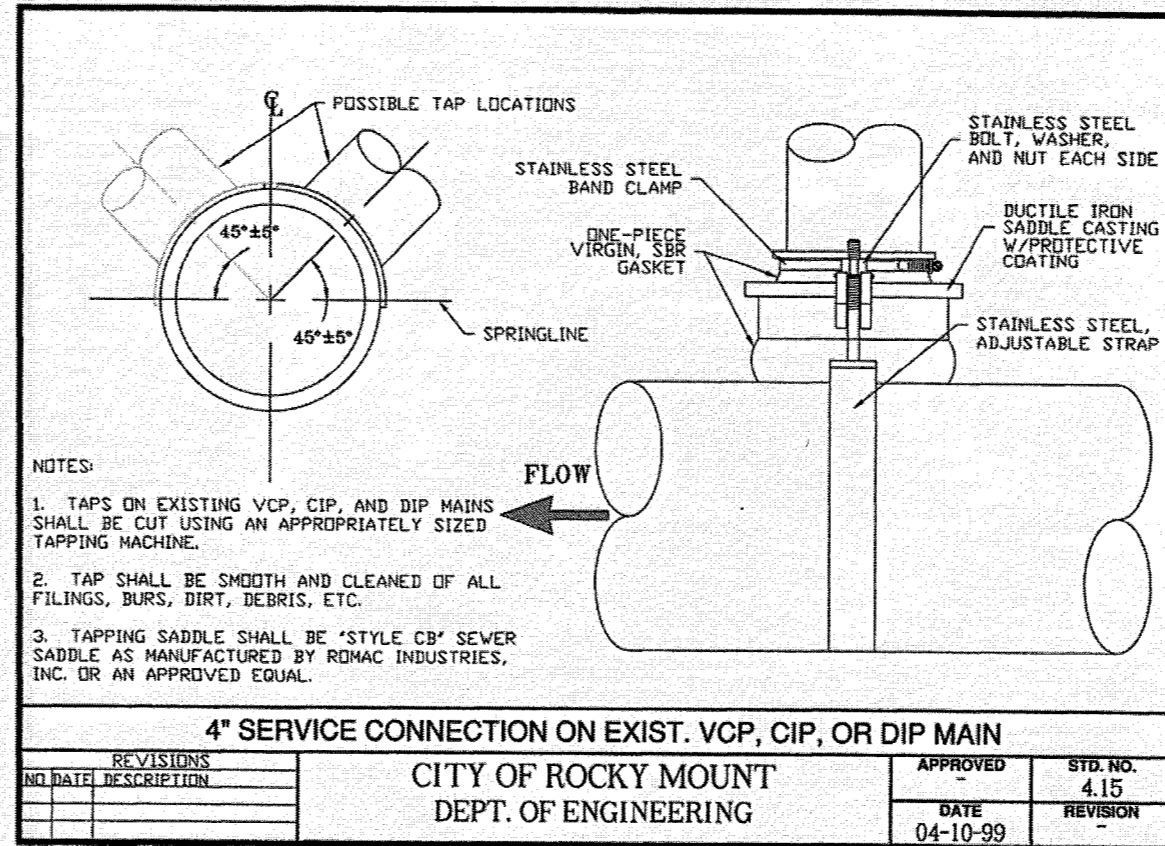 ℄
POSSIBLE TAP LOCATIONS
45°±5°
45°±5°
SPRINGLINE
STAINLESS STEEL
BAND CLAMP
ONE-PIECE
VIRGIN, SBR
GASKET
STAINLESS STEEL
BOLT, WASHER,
AND NUT EACH SIDE
DUCTILE IRON
SADDLE CASTING
W/PROTECTIVE
COATING
STAINLESS STEEL,
ADJUSTABLE STRAP
FLOW
NOTES:
1. TAPS ON EXISTING VCP, CIP, AND DIP MAINS
SHALL BE CUT USING AN APPROPRIATELY SIZED
TAPPING MACHINE.
2. TAP SHALL BE SMOOTH AND CLEANED OF ALL
FILINGS, BURS, DIRT, DEBRIS, ETC.
3. TAPPING SADDLE SHALL BE "STYLE CB" SEWER
SADDLE AS MANUFACTURED BY ROMAC INDUSTRIES,
INC. OR AN APPROVED EQUAL.
4" SERVICE CONNECTION ON EXIST. VCP, CIP, OR DIP MAIN
REVISIONS
NO DATE DESCRIPTION
CITY OF ROCKY MOUNT
DEPT. OF ENGINEERING
APPROVED
-
STD. NO.
4.15
DATE
04-10-99
REVISION
-